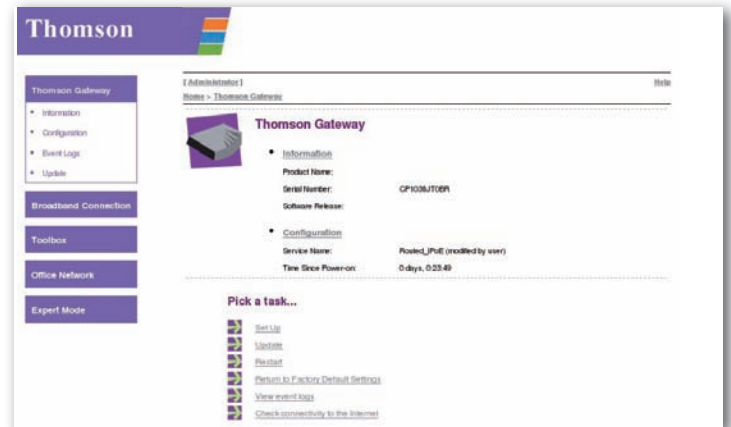 Thomson
[ Administrator ]
Help
Home > Thomson Gateway
Thomson Gateway
Information
Configuration
Event Logs
Update
Broadband Connection
Toolbox
Office Network
Expert Mode
Thomson Gateway
Information
Product Name:
Serial Number: CP1038JT0BR
Software Release:
Configuration
Service Name: Routed_IPoE (modified by user)
Time Since Power-on: 0 days, 0:23:49
Pick a task...
Set Up
Update
Restart
Return to Factory Default Settings
View event logs
Check connectivity to the Internet